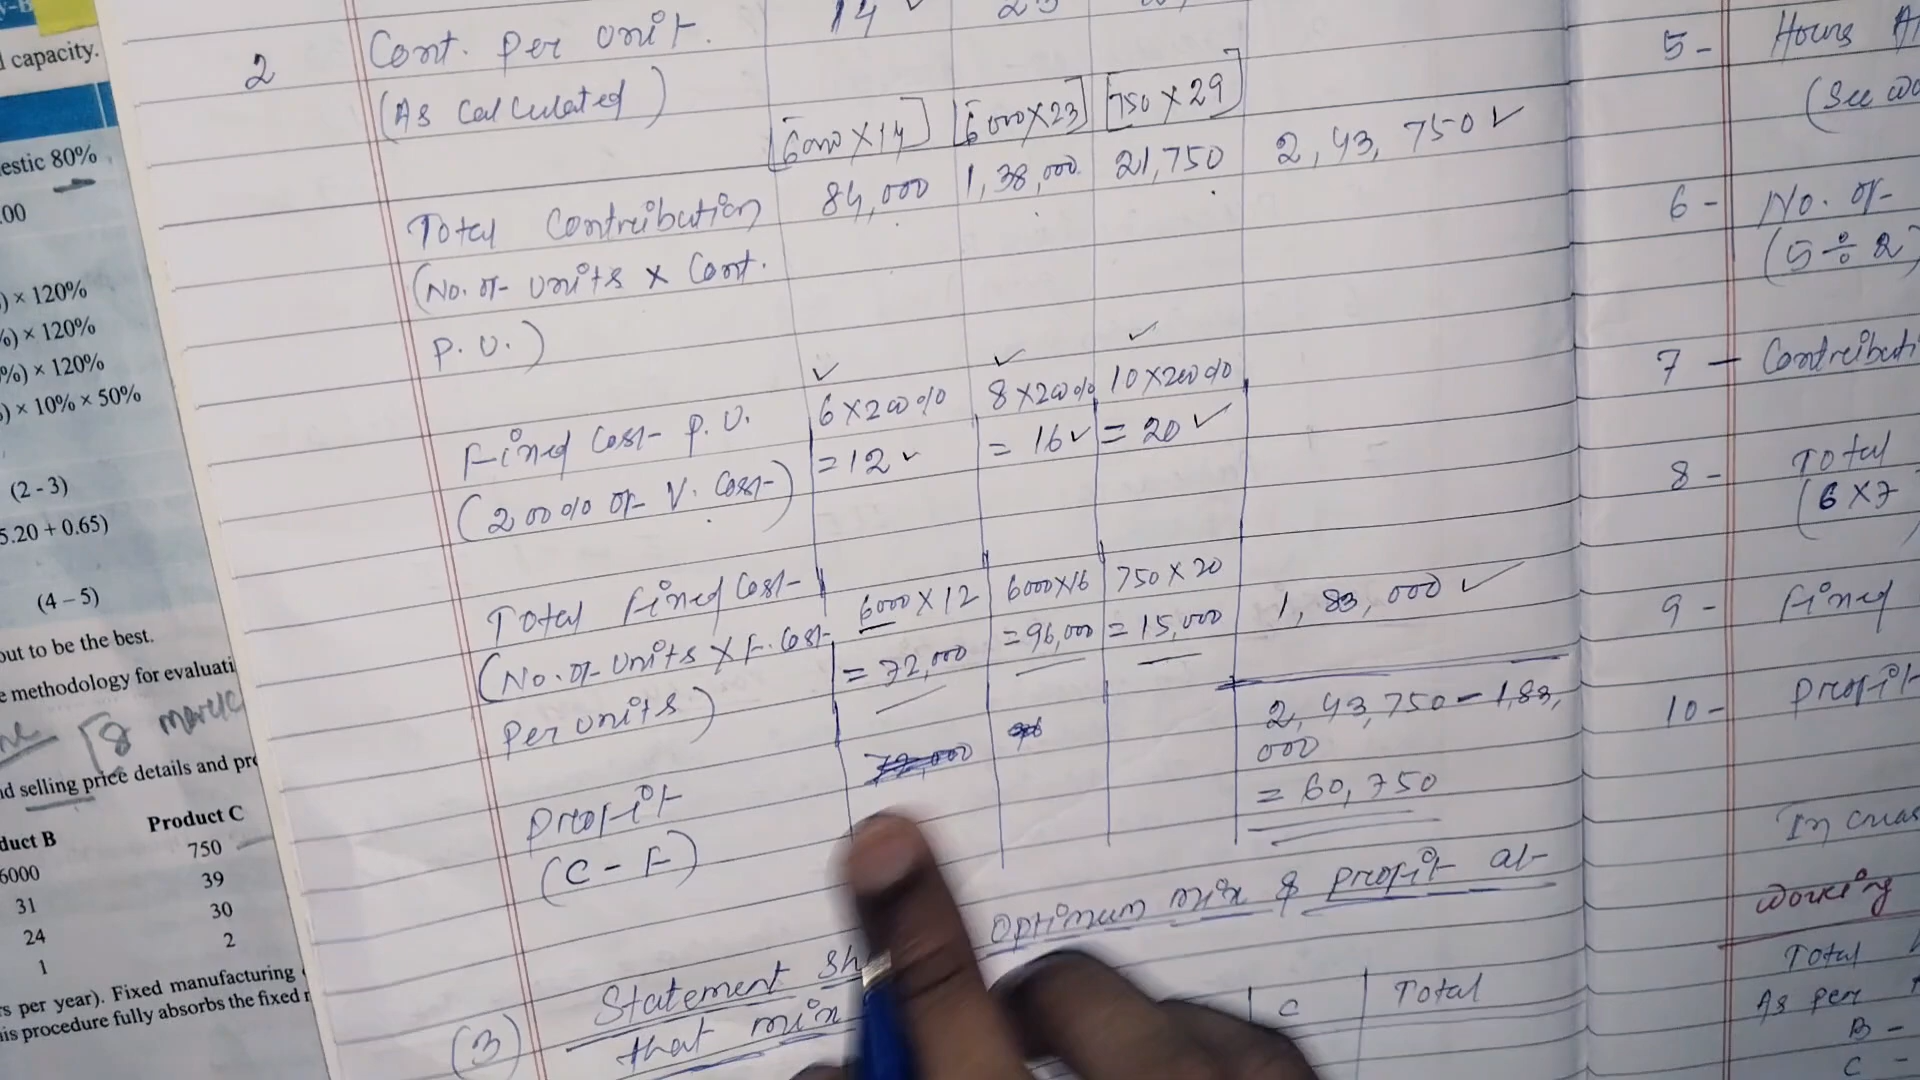 capacity.
estic 80%
.00
) × 120%
%) × 120%
%) × 120%
) × 10% × 50%
(2 - 3)
5.20 + 0.65)
(4 – 5)
out to be the best.
e methodology for evaluati
[8 marks
nd selling price details and pro
duct B Product C
6000 750
31 39
24 30
1 2
rs per year). Fixed manufacturing
is procedure fully absorbs the fixed r
2 Cont. Per unit. 14
(As Calculated)
[6000×14] [6000×23] [750×29]
Total Contribution 84,000 1,38,000 21,750 2,43,750
(No. of units × Cont.
P.U.)
Fixed Cost P.U. 6×200% 8×200% 10×200%
(200% of V. Cost) =12 =16 =20
Total Fixed Cost 6000×12 6000×16 750×20 1,83,000
(No. of units × F. Cost =72,000 =96,000 =15,000
Per units)
2,43,750-1,83,
000
Profit =60,750
(C-F)
(3) Statement Sh Optimum mix & Profit at
that mix
C Total
5- Hours A
(See wo
6- No. of
(5÷2)
7- Contributi
8- Total
(6×7
9- Fixed
10- Profit
Increas
Working
Total
As per
B -
C -